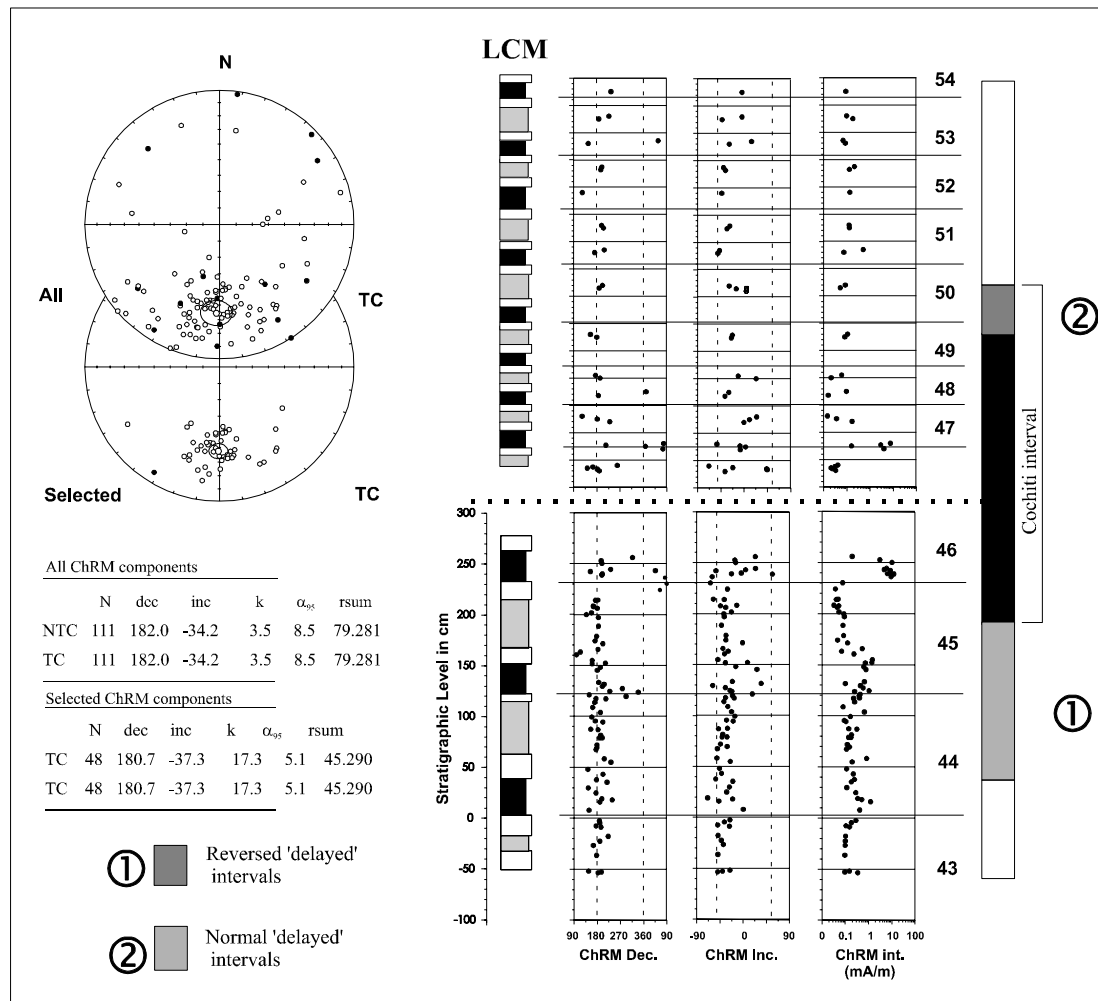 LCM
N
All
TC
Selected
TC
54
53
52
51
50
49
48
47
46
45
44
43
②
Cochiti interval
①
All ChRM components
N dec inc k α95 rsum
NTC 111 182.0 -34.2 3.5 8.5 79.281
TC 111 182.0 -34.2 3.5 8.5 79.281
Selected ChRM components
N dec inc k α95 rsum
TC 48 180.7 -37.3 17.3 5.1 45.290
TC 48 180.7 -37.3 17.3 5.1 45.290
① Reversed 'delayed'
intervals
② Normal 'delayed'
intervals
Stratigraphic Level in cm
300
250
200
150
100
50
0
-50
-100
90 180 270 360 90
ChRM Dec.
-90 0 90
ChRM Inc.
0 0.1 1 10 100
ChRM int.
(mA/m)